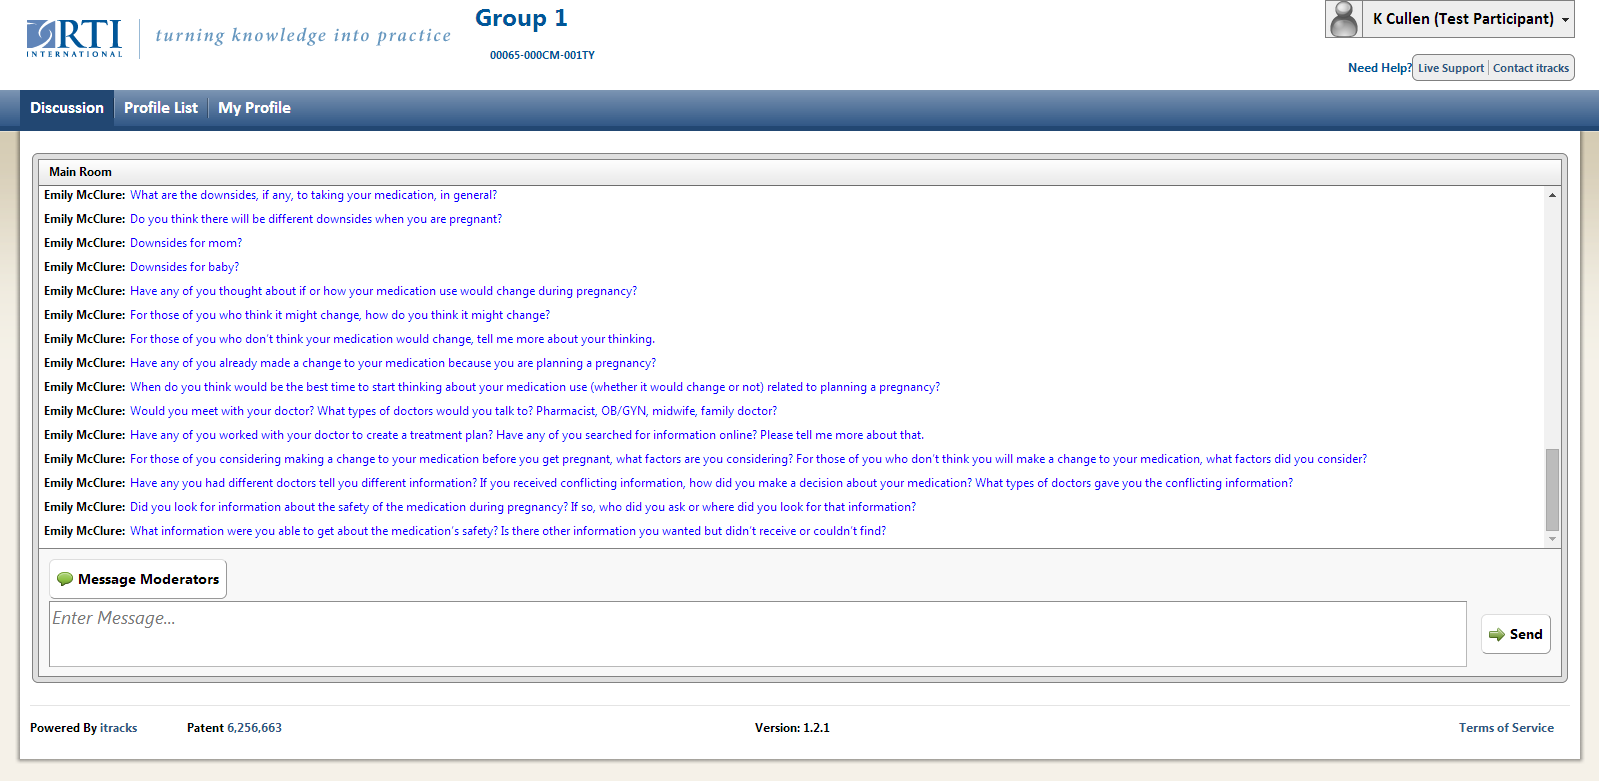 RTI
INTERNATIONAL
turning knowledge into practice
Group 1
00065-000CM-001TY
K Cullen (Test Participant)
Need Help? Live Support Contact itracks
Discussion Profile List My Profile
Main Room
Emily McClure: What are the downsides, if any, to taking your medication, in general?
Emily McClure: Do you think there will be different downsides when you are pregnant?
Emily McClure: Downsides for mom?
Emily McClure: Downsides for baby?
Emily McClure: Have any of you thought about if or how your medication use would change during pregnancy?
Emily McClure: For those of you who think it might change, how do you think it might change?
Emily McClure: For those of you who don't think your medication would change, tell me more about your thinking.
Emily McClure: Have any of you already made a change to your medication because you are planning a pregnancy?
Emily McClure: When do you think would be the best time to start thinking about your medication use (whether it would change or not) related to planning a pregnancy?
Emily McClure: Would you meet with your doctor? What types of doctors would you talk to? Pharmacist, OB/GYN, midwife, family doctor?
Emily McClure: Have any of you worked with your doctor to create a treatment plan? Have any of you searched for information online? Please tell me more about that.
Emily McClure: For those of you considering making a change to your medication before you get pregnant, what factors are you considering? For those of you who don't think you will make a change to your medication, what factors did you consider?
Emily McClure: Have any you had different doctors tell you different information? If you received conflicting information, how did you make a decision about your medication? What types of doctors gave you the conflicting information?
Emily McClure: Did you look for information about the safety of the medication during pregnancy? If so, who did you ask or where did you look for that information?
Emily McClure: What information were you able to get about the medication's safety? Is there other information you wanted but didn't receive or couldn't find?
Message Moderators
Enter Message...
Send
Powered By itracks Patent 6,256,663 Version: 1.2.1 Terms of Service